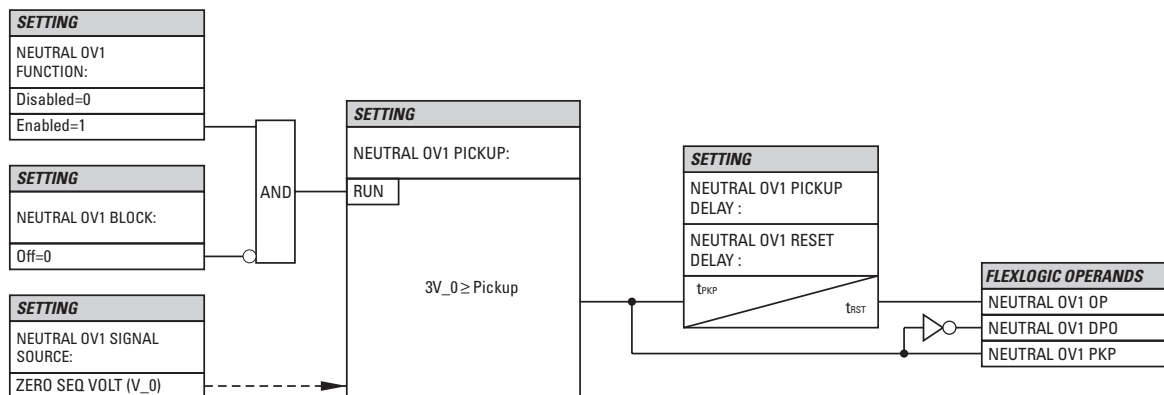 SETTING
NEUTRAL OV1
FUNCTION:
Disabled=0
Enabled=1
SETTING
NEUTRAL OV1 BLOCK:
Off=0
SETTING
NEUTRAL OV1 SIGNAL
SOURCE:
ZERO SEQ VOLT (V_0)
AND
SETTING
NEUTRAL OV1 PICKUP:
RUN
3V_0 ≥ Pickup
SETTING
NEUTRAL OV1 PICKUP
DELAY :
NEUTRAL OV1 RESET
DELAY :
tPKP
tRST
FLEXLOGIC OPERANDS
NEUTRAL OV1 OP
NEUTRAL OV1 DPO
NEUTRAL OV1 PKP